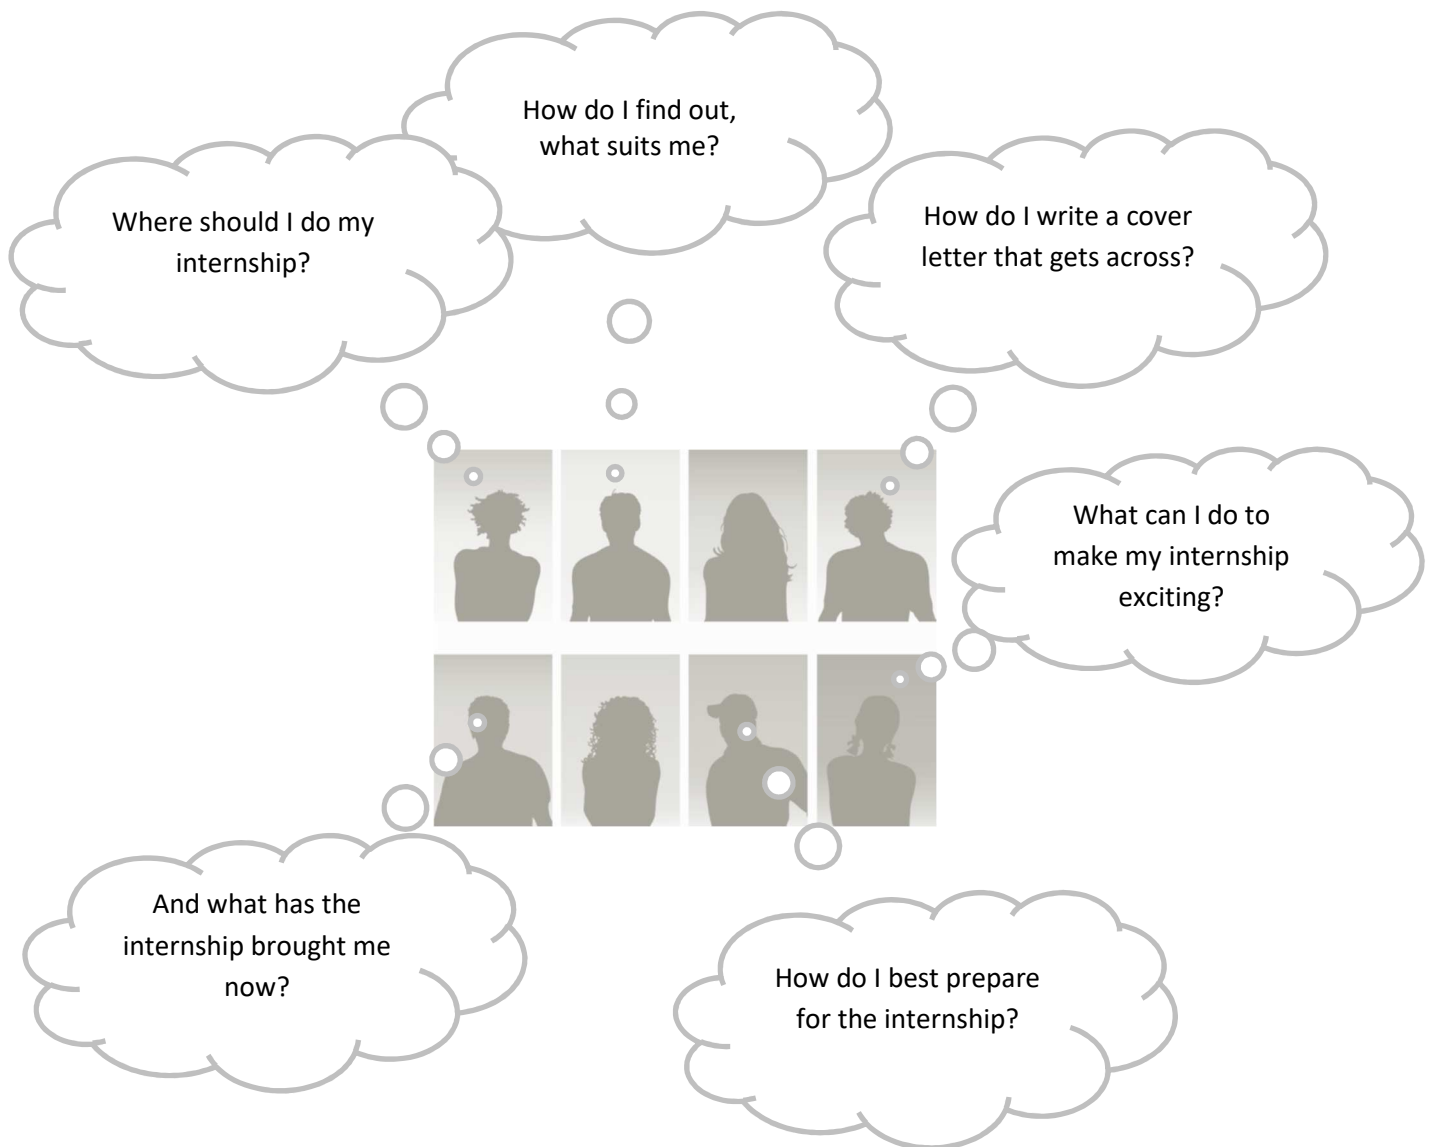 How do I find out,
what suits me?
Where should I do my
internship?
How do I write a cover
letter that gets across?
What can I do to
make my internship
exciting?
And what has the
internship brought me
now?
How do I best prepare
for the internship?